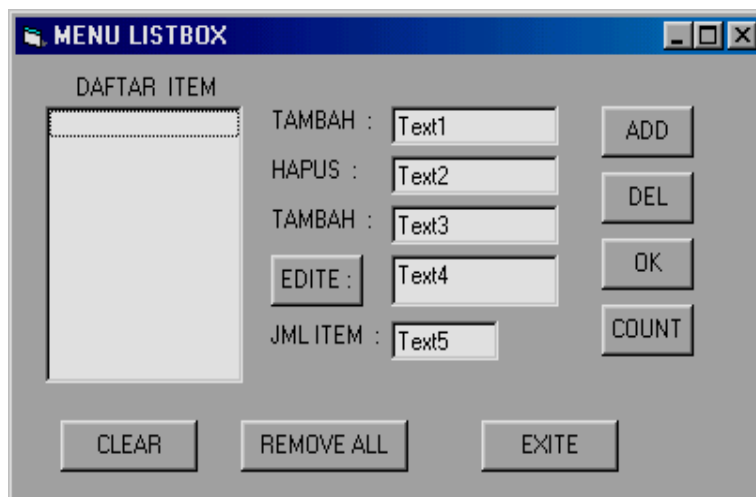 MENU LISTBOX
DAFTAR ITEM
TAMBAH : Text1 ADD
HAPUS : Text2 DEL
TAMBAH : Text3
EDITE : Text4 OK
JML ITEM : Text5 COUNT
CLEAR REMOVE ALL EXITE